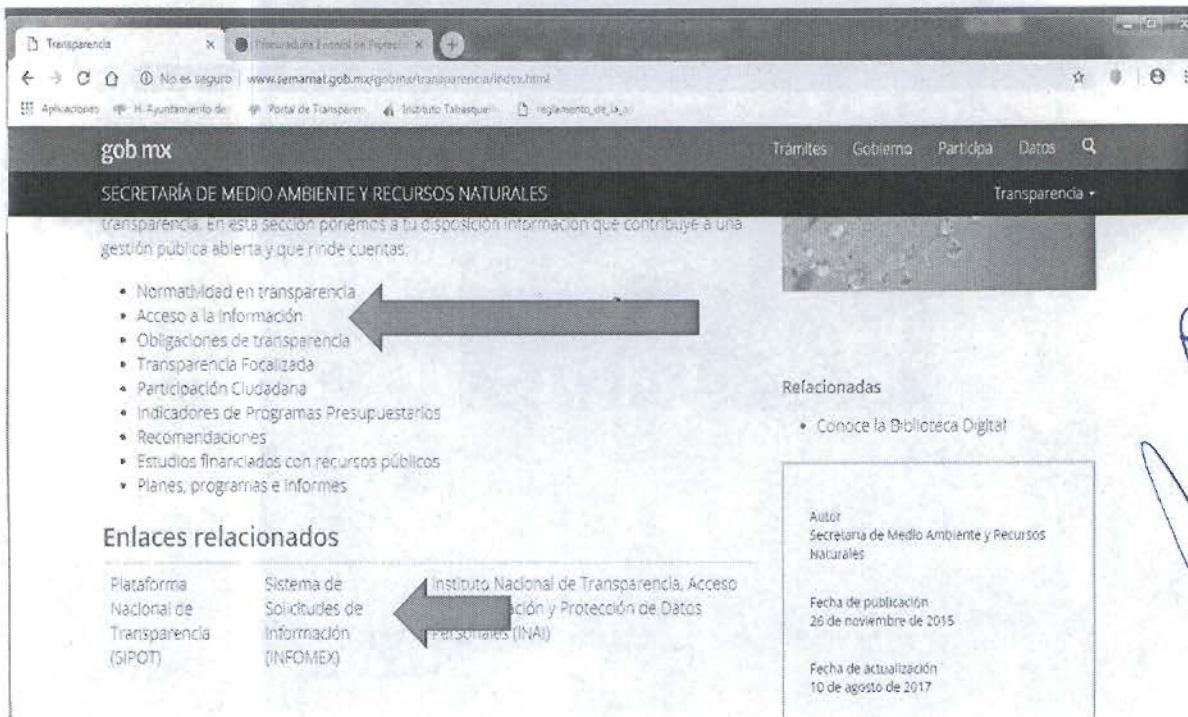 Transparencia
Procuraduría Federal de Protecc
No es seguro www.semarnat.gob.mx/gobmx/transparencia/index.html
Aplicaciones H. Ayuntamiento de Portal de Transparen Instituto Tabasque reglamento_de_la_
gob.mx
Trámites Gobierno Participa Datos
SECRETARÍA DE MEDIO AMBIENTE Y RECURSOS NATURALES
Transparencia
transparencia. En esta sección ponemos a tu disposición información que contribuye a una
gestión pública abierta y que rinde cuentas.
• Normatividad en transparencia
• Acceso a la Información
• Obligaciones de transparencia
• Transparencia Focalizada
• Participación Ciudadana
• Indicadores de Programas Presupuestarios
• Recomendaciones
• Estudios financiados con recursos públicos
• Planes, programas e informes
Enlaces relacionados
Plataforma
Nacional de
Transparencia
(SIPOT)
Sistema de
Solicitudes de
Información
(INFOMEX)
Instituto Nacional de Transparencia, Acceso
ación y Protección de Datos
Personales (INAI)
Relacionadas
• Conoce la Biblioteca Digital
Autor
Secretaría de Medio Ambiente y Recursos
Naturales
Fecha de publicación
26 de noviembre de 2015
Fecha de actualización
10 de agosto de 2017